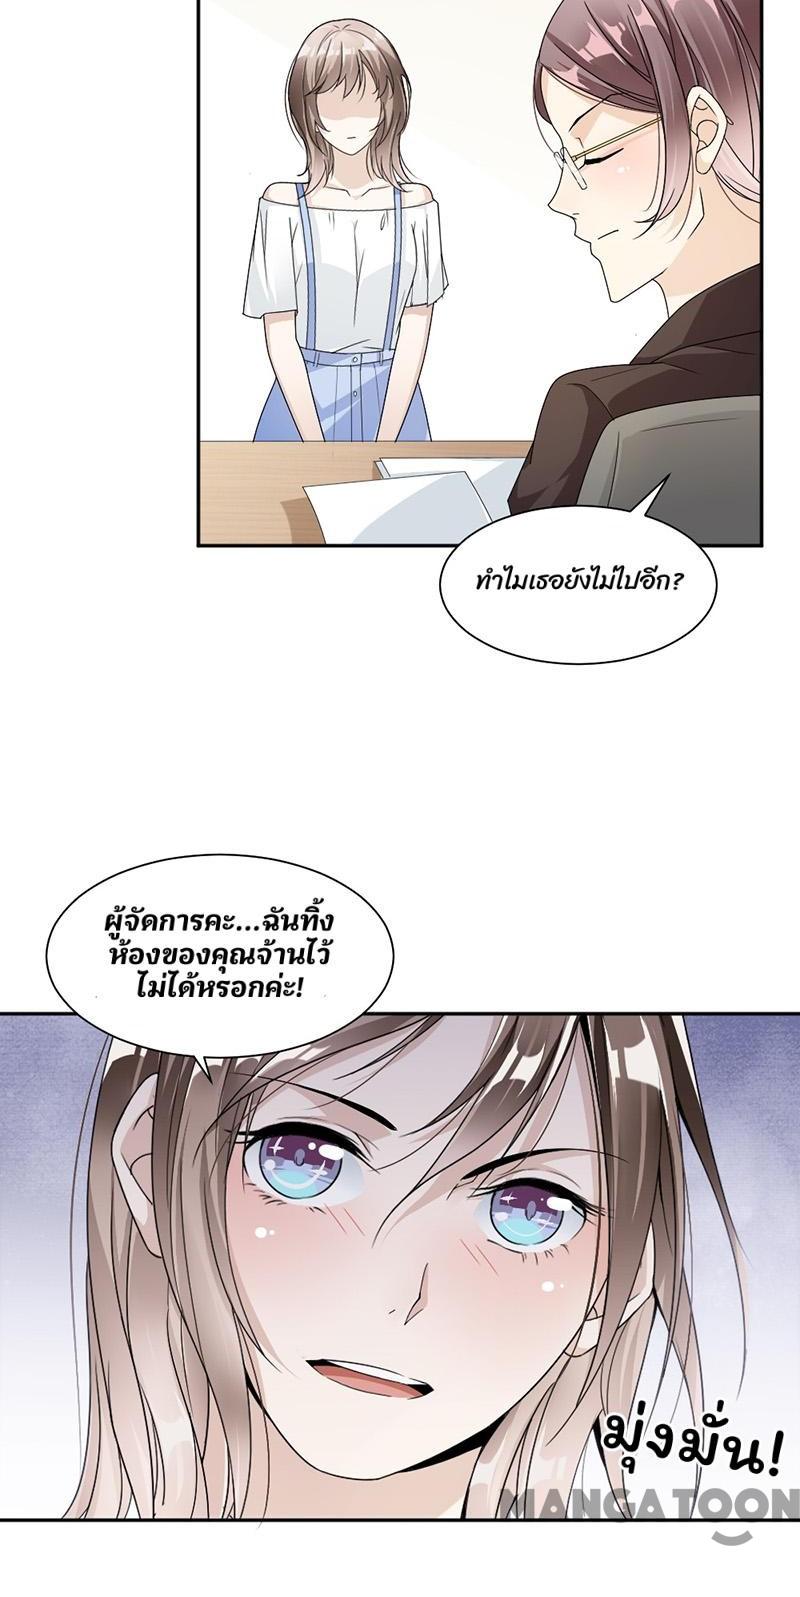 ทำไมเธอยังไม่ไปอีก?
ผู้จัดการคะ...ฉันทิ้ง
ห้องของคุณจ้านไว้
ไม่ได้หรอกค่ะ!
มุ่งมั่น!
MANGATOON